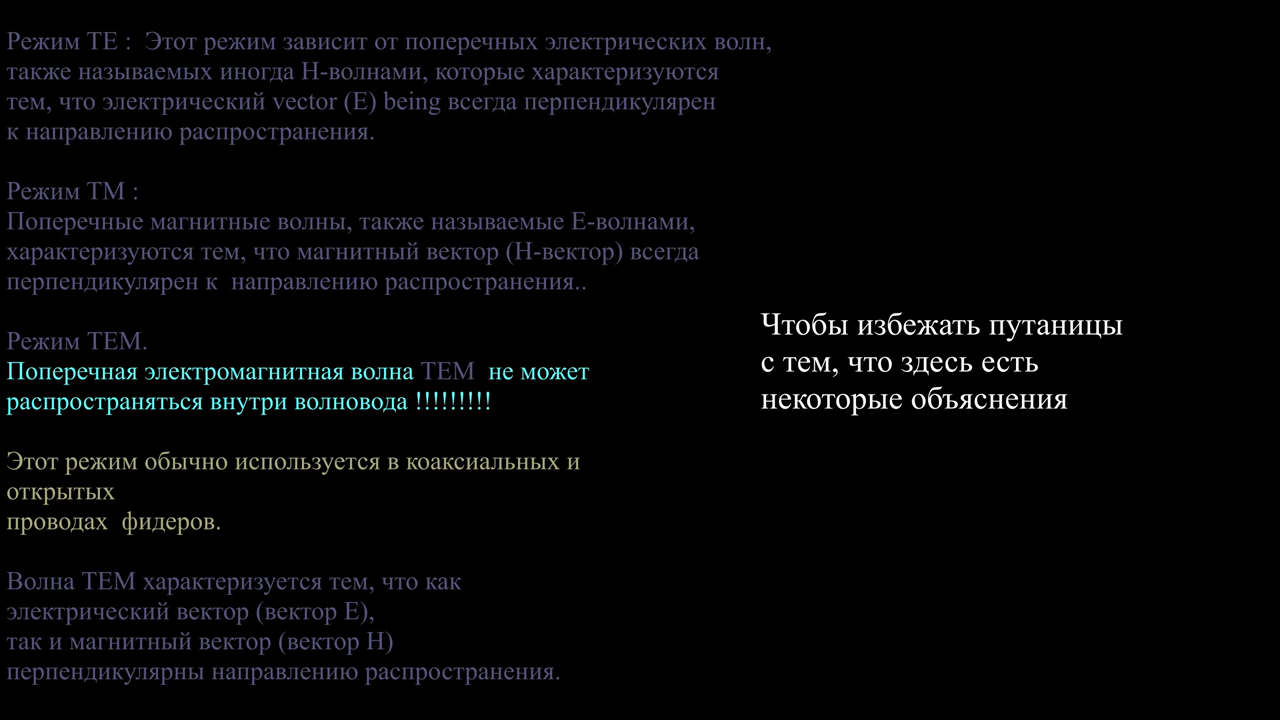 Режим TE :  Этот режим зависит от поперечных электрических волн,
также называемых иногда H-волнами, которые характеризуются
тем, что электрический vector (E) being всегда перпендикулярен
к направлению распространения.
Режим TM :
Поперечные магнитные волны, также называемые E-волнами,
характеризуются тем, что магнитный вектор (H-вектор) всегда
перпендикулярен к  направлению распространения..
Режим TEM.
Поперечная электромагнитная волна TEM  не может
распространяться внутри волновода !!!!!!!!!
Этот режим обычно используется в коаксиальных и
открытых
проводах  фидеров.
Волна TEM характеризуется тем, что как
электрический вектор (вектор E),
так и магнитный вектор (вектор H)
перпендикулярны направлению распространения.
Чтобы избежать путаницы
с тем, что здесь есть
некоторые объяснения